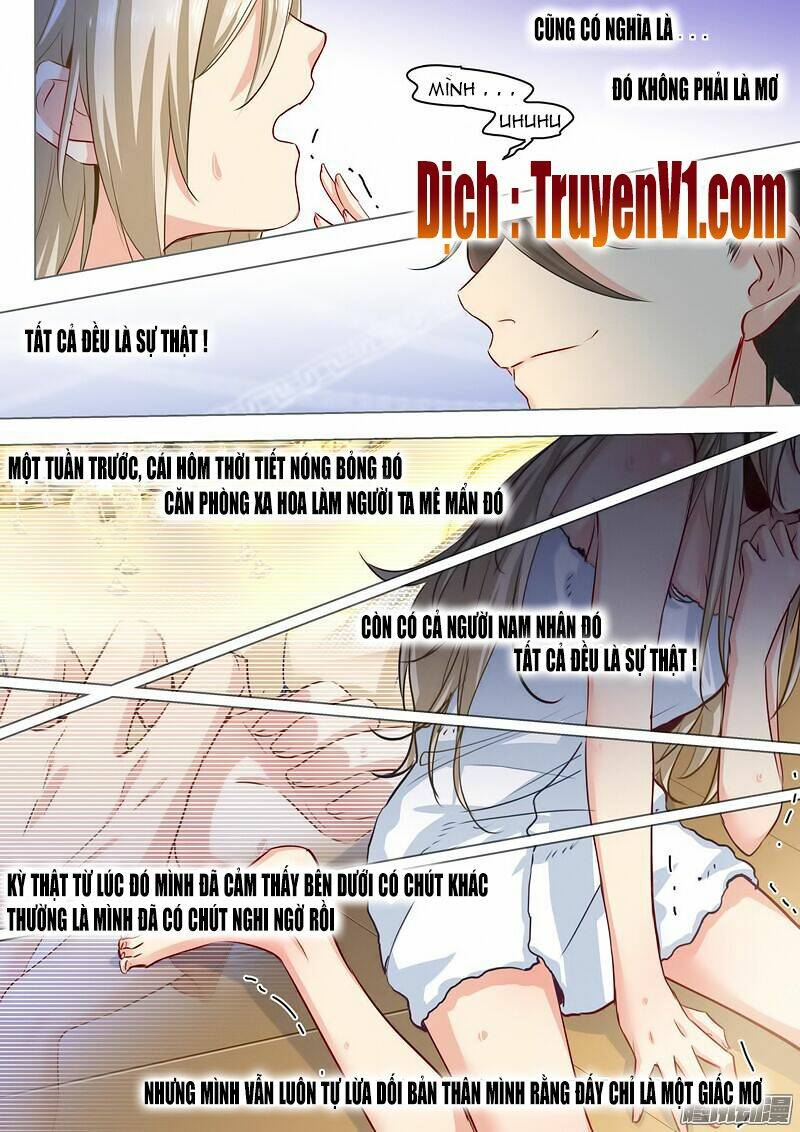 CŨNG CÓ NGHĨA LÀ . . .
ĐÓ KHÔNG PHẢI LÀ MƠ
MÌNH . . .
UHUHU
Dịch : TruyenV1.com
TẤT CẢ ĐỀU LÀ SỰ THẬT !
MỘT TUẦN TRƯỚC, CÁI HÔM THỜI TIẾT NÓNG BỎNG ĐÓ
CĂN PHÒNG XA HOA LÀM NGƯỜI TA MÊ MẨN ĐÓ
CÒN CÓ CẢ NGƯỜI NAM NHÂN ĐÓ
TẤT CẢ ĐỀU LÀ SỰ THẬT !
KỲ THẬT TỪ LÚC ĐÓ MÌNH ĐÃ CẢM THẤY BÊN DƯỚI CÓ CHÚT KHÁC
THƯỜNG LÀ MÌNH ĐÃ CÓ CHÚT NGHI NGỜ RỒI
NHƯNG MÌNH VẪN LUÔN TỰ LỪA DỐI BẢN THÂN MÌNH RẰNG ĐẤY CHỈ LÀ MỘT GIẤC MƠ